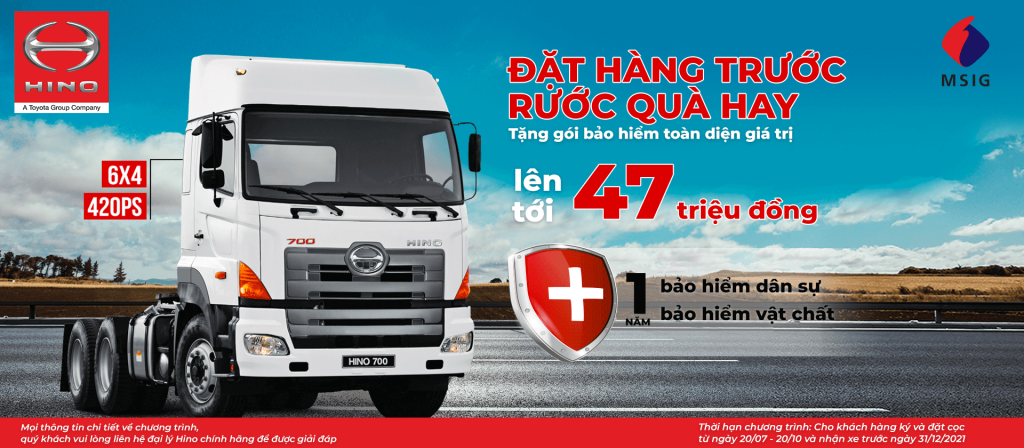 HINO
A Toyota Group Company
MSIG
ĐẶT HÀNG TRƯỚC
RƯỚC QUÀ HAY
Tặng gói bảo hiểm toàn diện giá trị
lên
tới
47
triệu đồng
6X4
420PS
700
HINO
1
NĂM
bảo hiểm dân sự
bảo hiểm vật chất
HINO 700
Mọi thông tin chi tiết về chương trình,
quý khách vui lòng liên hệ đại lý Hino chính hãng để được giải đáp
Thời hạn chương trình: Cho khách hàng ký và đặt cọc
từ ngày 20/07 - 20/10 và nhận xe trước ngày 31/12/2021